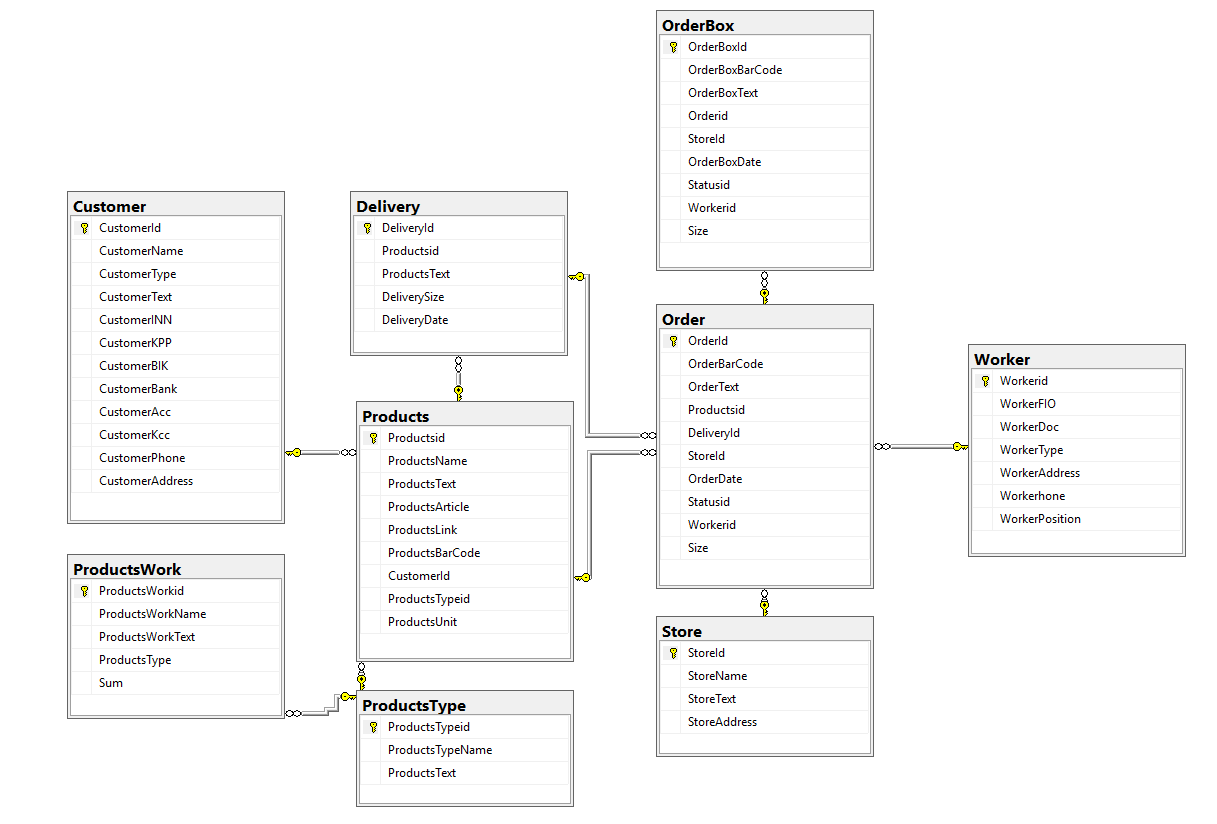 OrderBox
OrderBoxId
OrderBoxBarCode
OrderBoxText
Orderid
StoreId
OrderBoxDate
Statusid
Workerid
Size
Customer
CustomerId
CustomerName
CustomerType
CustomerText
CustomerINN
CustomerKPP
CustomerBIK
CustomerBank
CustomerAcc
CustomerKcc
CustomerPhone
CustomerAddress
Delivery
DeliveryId
Productsid
ProductsText
DeliverySize
DeliveryDate
Order
OrderId
OrderBarCode
OrderText
Productsid
DeliveryId
StoreId
OrderDate
Statusid
Workerid
Size
Worker
Workerid
WorkerFIO
WorkerDoc
WorkerType
WorkerAddress
Workerhone
WorkerPosition
Products
Productsid
ProductsName
ProductsText
ProductsArticle
ProductsLink
ProductsBarCode
CustomerId
ProductsTypeid
ProductsUnit
ProductsWork
ProductsWorkid
ProductsWorkName
ProductsWorkText
ProductsType
Sum
Store
StoreId
StoreName
StoreText
StoreAddress
ProductsType
ProductsTypeid
ProductsTypeName
ProductsText